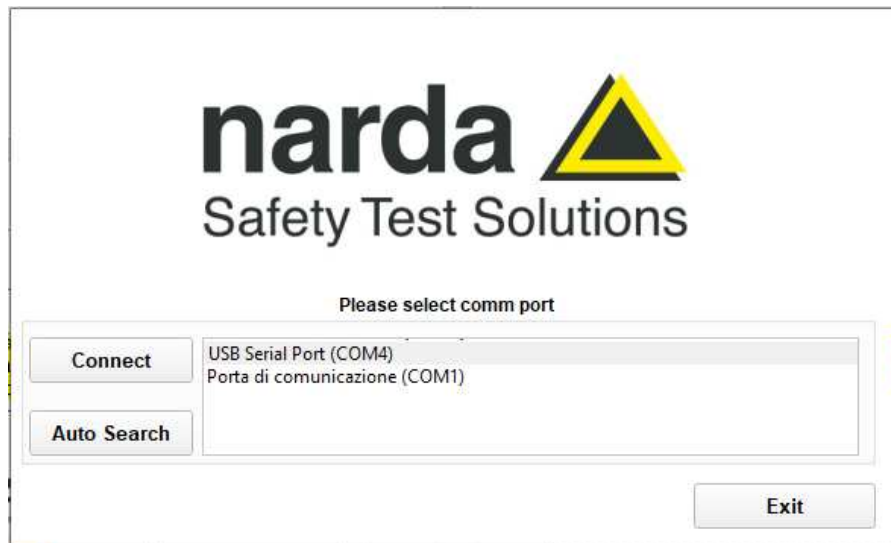 narda
Safety Test Solutions
Please select comm port
Connect
USB Serial Port (COM4)
Porta di comunicazione (COM1)
Auto Search
Exit